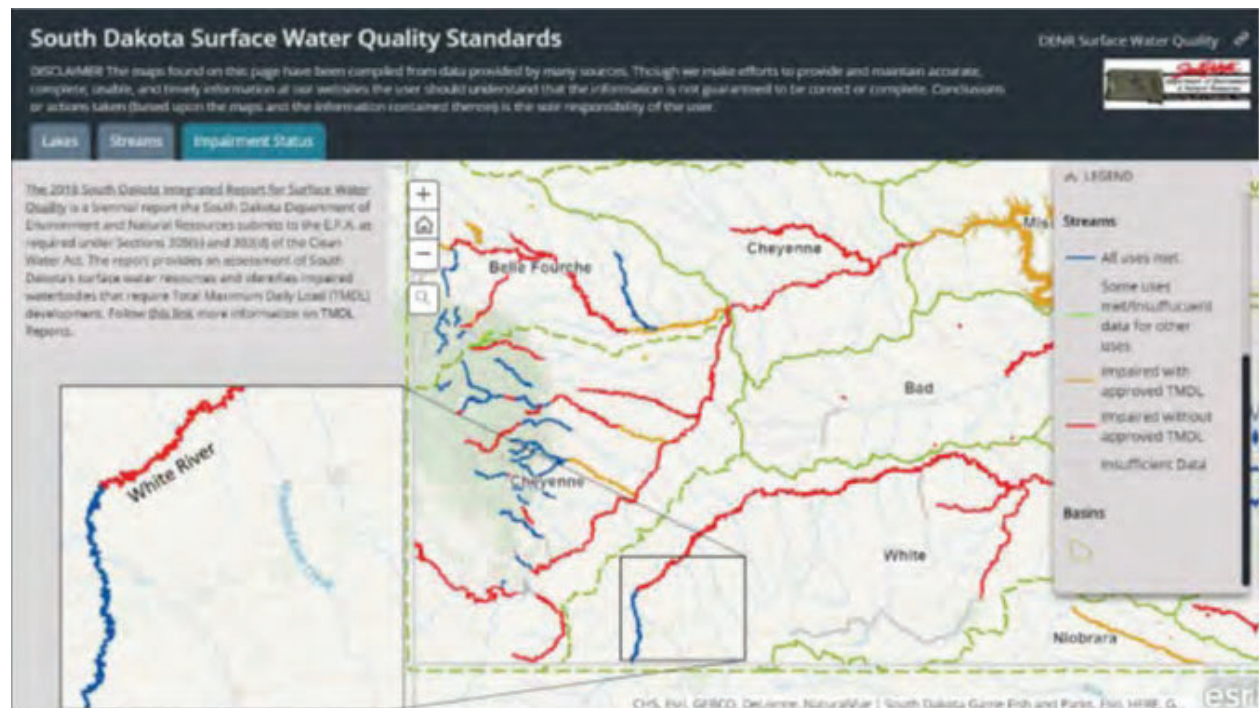 South Dakota Surface Water Quality Standards
DENR Surface Water Quality
DISCLAIMER The maps found on this page have been compiled from data provided by many sources. Though we make efforts to provide and maintain accurate,
complete, usable, and timely information at our websites the user should understand that the information is not guaranteed to be correct or complete. Conclusions
or actions taken (based upon the maps and the information contained therein) is the sole responsibility of the user.
Lakes
Streams
Impairment Status
The 2018 South Dakota Integrated Report for Surface Water
Quality is a biennial report the South Dakota Department of
Environment and Natural Resources submits to the E.P.A. as
required under Sections 305(b) and 303(d) of the Clean
Water Act. The report provides an assessment of South
Dakota's surface water resources and identifies impaired
waterbodies that require Total Maximum Daily Load (TMDL)
development. Follow this link more information on TMDL
Reports.
Belle Fourche
Cheyenne
Bad
Cheyenne
White
Niobrara
White River
LEGEND
Streams
All uses met
Some uses
met/Insufficuent
data for other
uses
Impaired with
approved TMDL
Impaired without
approved TMDL
Insufficient Data
Basins
esri